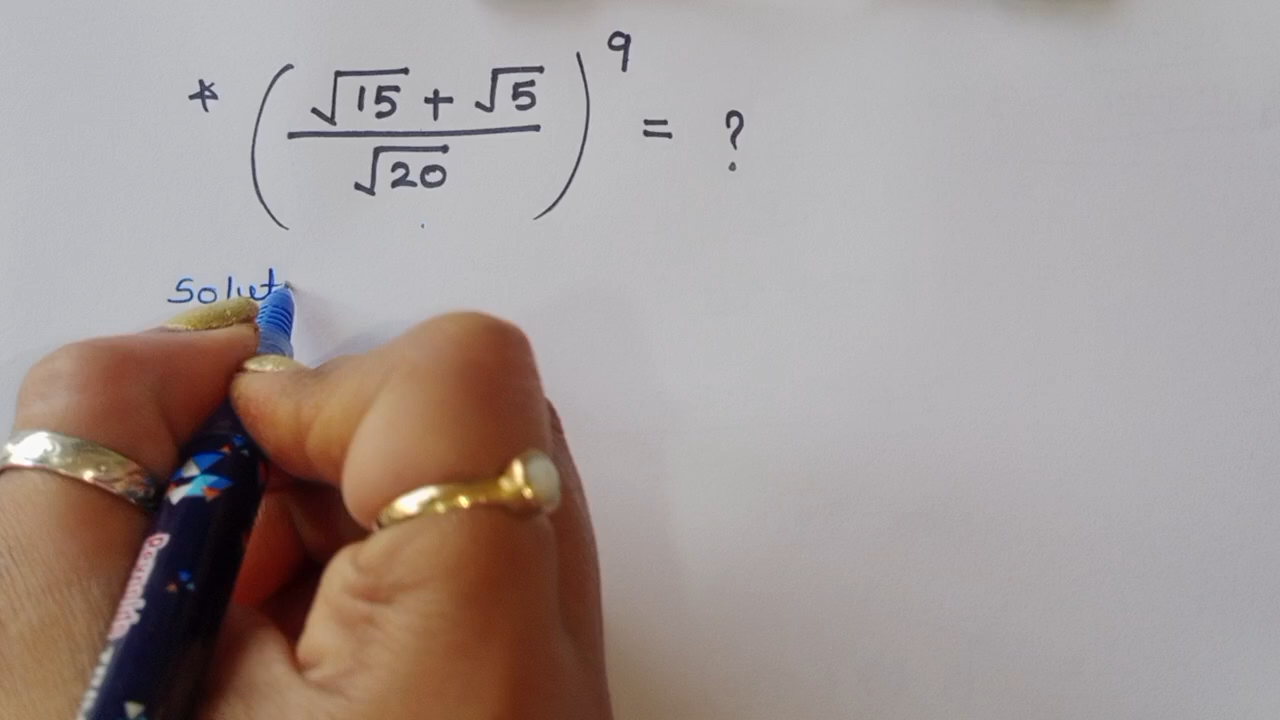 * ( (√15 + √5) / √20 )^9 = ?
Solut